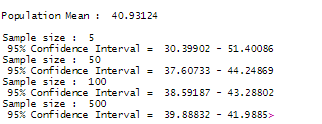 Population Mean :  40.93124
Sample size :  5
95% Confidence Interval =  30.39902 - 51.40086
Sample size :  50
95% Confidence Interval =  37.60733 - 44.24869
Sample size :  100
95% Confidence Interval =  38.59187 - 43.28802
Sample size :  500
95% Confidence Interval =  39.88832 - 41.9885>